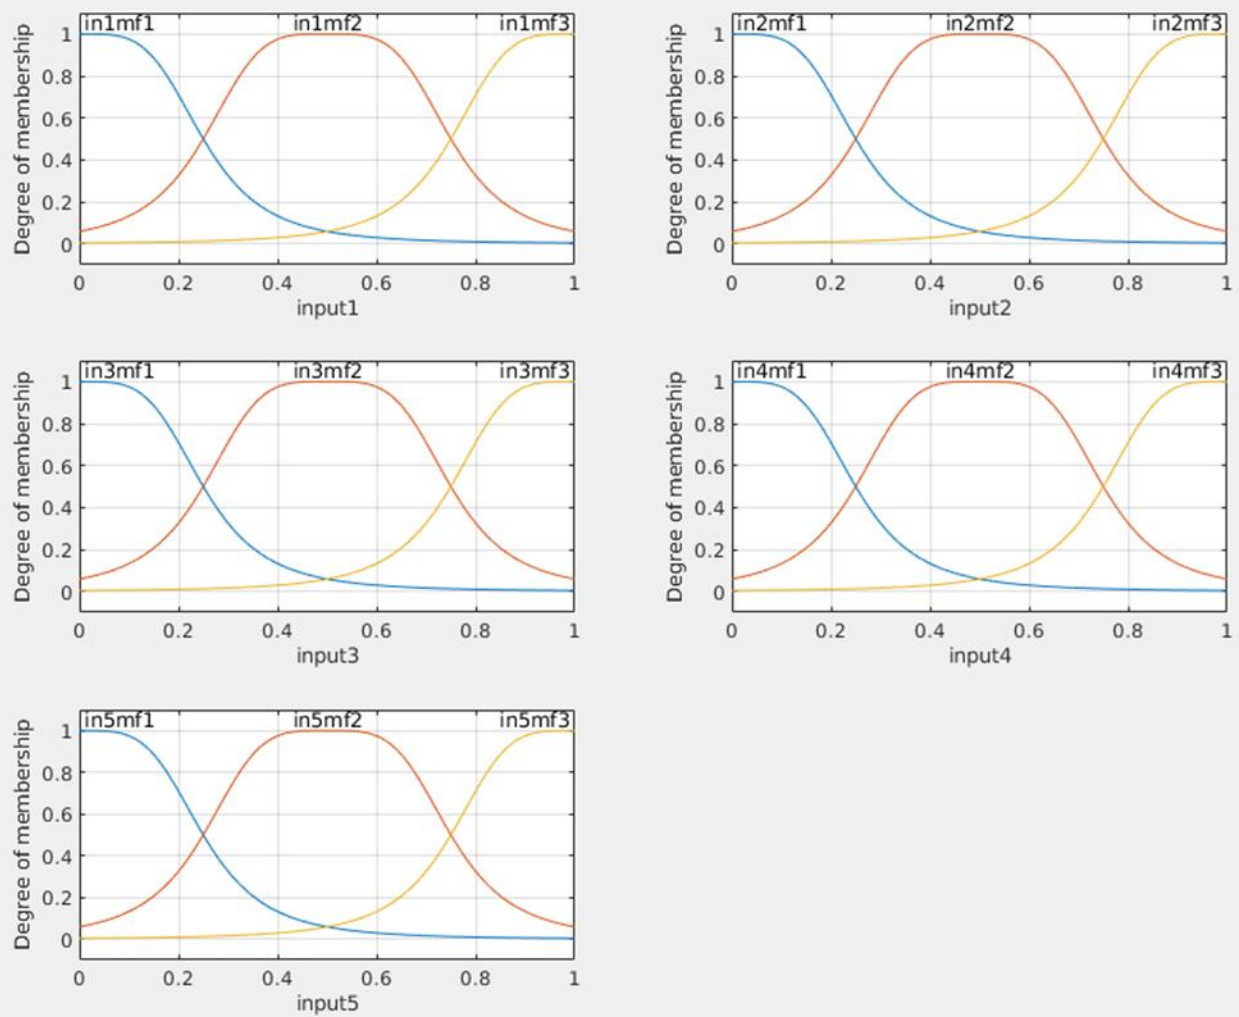 in1mf1 in1mf2 in1mf3
Degree of membership
1
0.8
0.6
0.4
0.2
0
0 0.2 0.4 0.6 0.8 1
input1
in2mf1 in2mf2 in2mf3
Degree of membership
1
0.8
0.6
0.4
0.2
0
0 0.2 0.4 0.6 0.8 1
input2
in3mf1 in3mf2 in3mf3
Degree of membership
1
0.8
0.6
0.4
0.2
0
0 0.2 0.4 0.6 0.8 1
input3
in4mf1 in4mf2 in4mf3
Degree of membership
1
0.8
0.6
0.4
0.2
0
0 0.2 0.4 0.6 0.8 1
input4
in5mf1 in5mf2 in5mf3
Degree of membership
1
0.8
0.6
0.4
0.2
0
0 0.2 0.4 0.6 0.8 1
input5